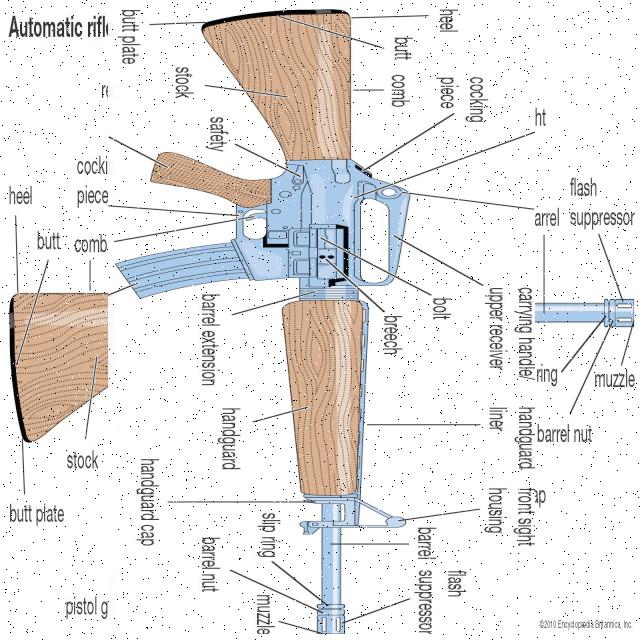 Automatic rifl
cocki
piece
comb
heel
butt
stock
butt plate
pistol g
butt plate
heel
butt
stock
comb
cocking
piece
safety
ht
flash
suppressor
arrel
ring
muzzle
barrel nut
ap
bolt
breech
upper receiver
carrying handle/
barrel extension
handguard
liner
handguard
handguard cap
front sight
housing
slip ring
barrel nut
muzzle
barrel
flash
suppressor
©2010 Encyclopædia Britannica, Inc.